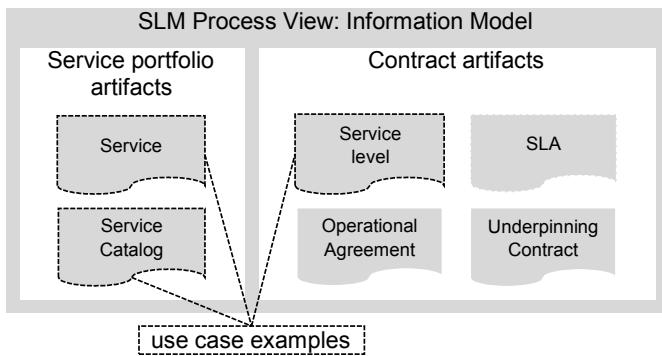 SLM Process View: Information Model
Service portfolio
artifacts
Contract artifacts
Service
Service
level
SLA
Service
Catalog
Operational
Agreement
Underpinning
Contract
use case examples